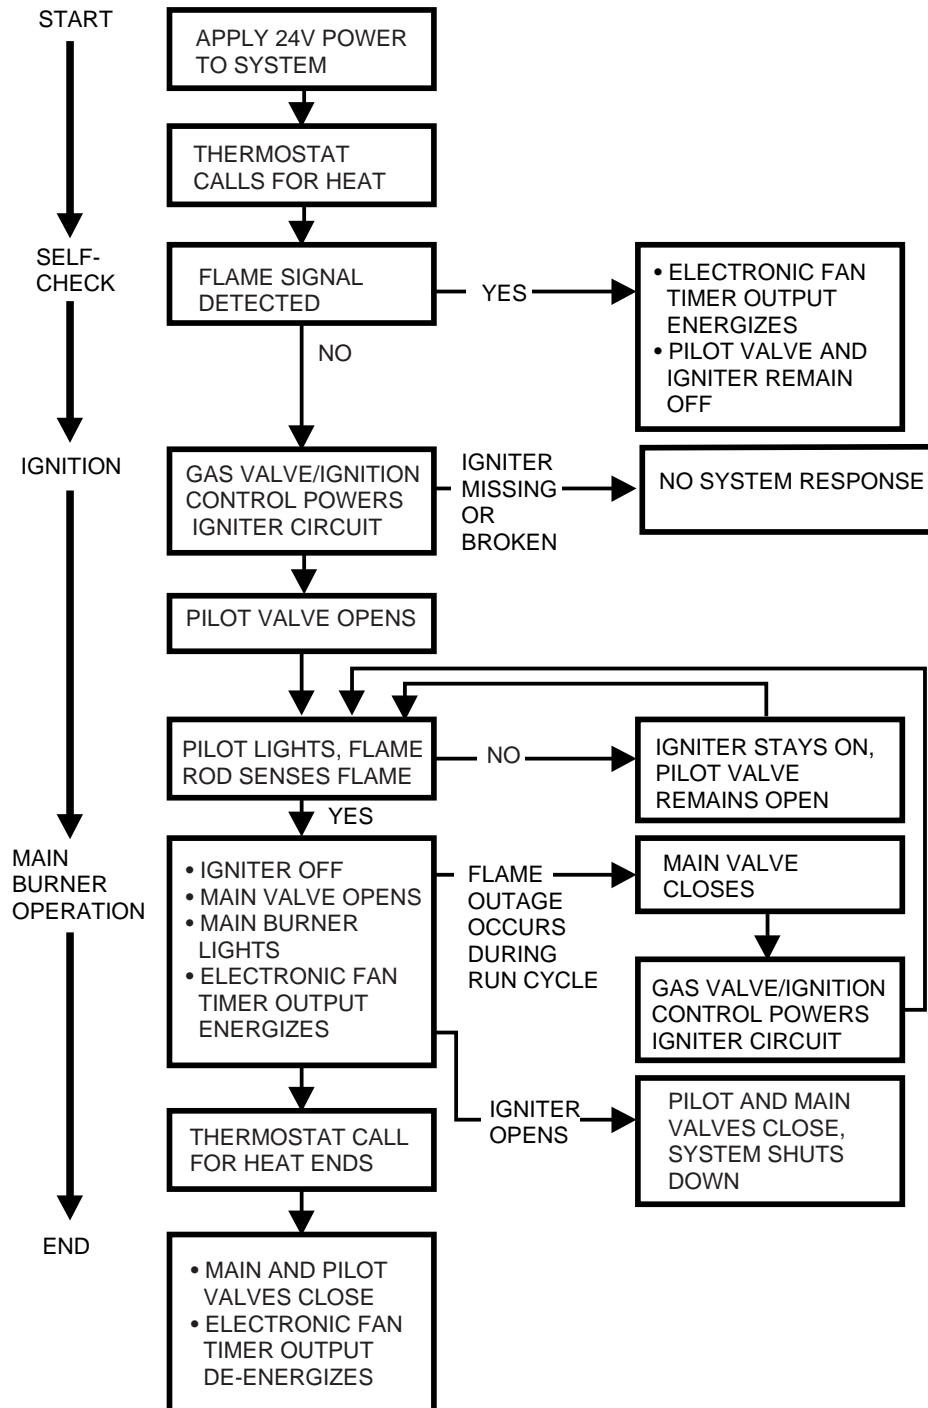 START
APPLY 24V POWER
TO SYSTEM
THERMOSTAT
CALLS FOR HEAT
SELF-
CHECK
FLAME SIGNAL
DETECTED
YES
• ELECTRONIC FAN
TIMER OUTPUT
ENERGIZES
• PILOT VALVE AND
IGNITER REMAIN
OFF
NO
IGNITION
GAS VALVE/IGNITION
CONTROL POWERS
IGNITER CIRCUIT
IGNITER
MISSING
OR
BROKEN
NO SYSTEM RESPONSE
PILOT VALVE OPENS
PILOT LIGHTS, FLAME
ROD SENSES FLAME
NO
IGNITER STAYS ON,
PILOT VALVE
REMAINS OPEN
YES
MAIN
BURNER
OPERATION
• IGNITER OFF
• MAIN VALVE OPENS
• MAIN BURNER
LIGHTS
• ELECTRONIC FAN
TIMER OUTPUT
ENERGIZES
FLAME
OUTAGE
OCCURS
DURING
RUN CYCLE
MAIN VALVE
CLOSES
GAS VALVE/IGNITION
CONTROL POWERS
IGNITER CIRCUIT
IGNITER
OPENS
PILOT AND MAIN
VALVES CLOSE,
SYSTEM SHUTS
DOWN
THERMOSTAT CALL
FOR HEAT ENDS
END
• MAIN AND PILOT
VALVES CLOSE
• ELECTRONIC FAN
TIMER OUTPUT
DE-ENERGIZES